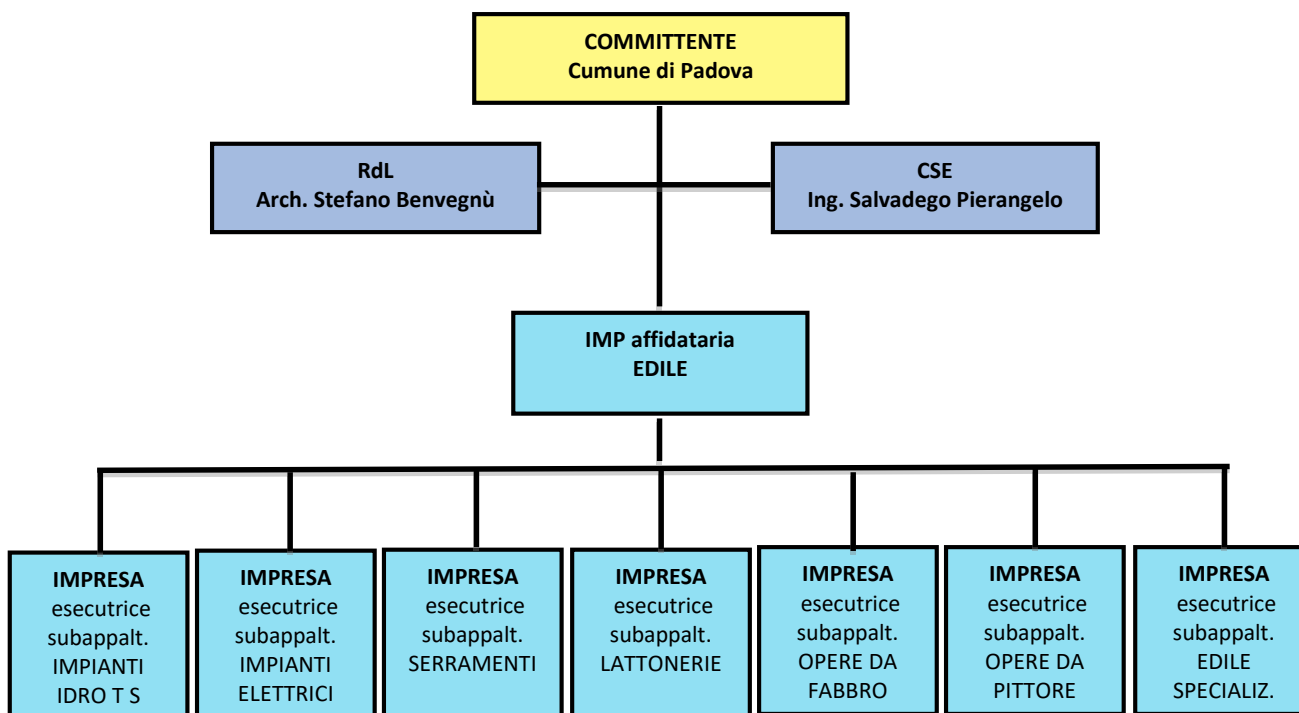 COMMITTENTE
Cumune di Padova
RdL
Arch. Stefano Benvegnù
CSE
Ing. Salvadego Pierangelo
IMP affidataria
EDILE
IMPRESA
esecutrice
subappalt.
IMPIANTI
IDRO T S
IMPRESA
esecutrice
subappalt.
IMPIANTI
ELETTRICI
IMPRESA
esecutrice
subappalt.
SERRAMENTI
IMPRESA
esecutrice
subappalt.
LATTONERIE
IMPRESA
esecutrice
subappalt.
OPERE DA
FABBRO
IMPRESA
esecutrice
subappalt.
OPERE DA
PITTORE
IMPRESA
esecutrice
subappalt.
EDILE
SPECIALIZ.